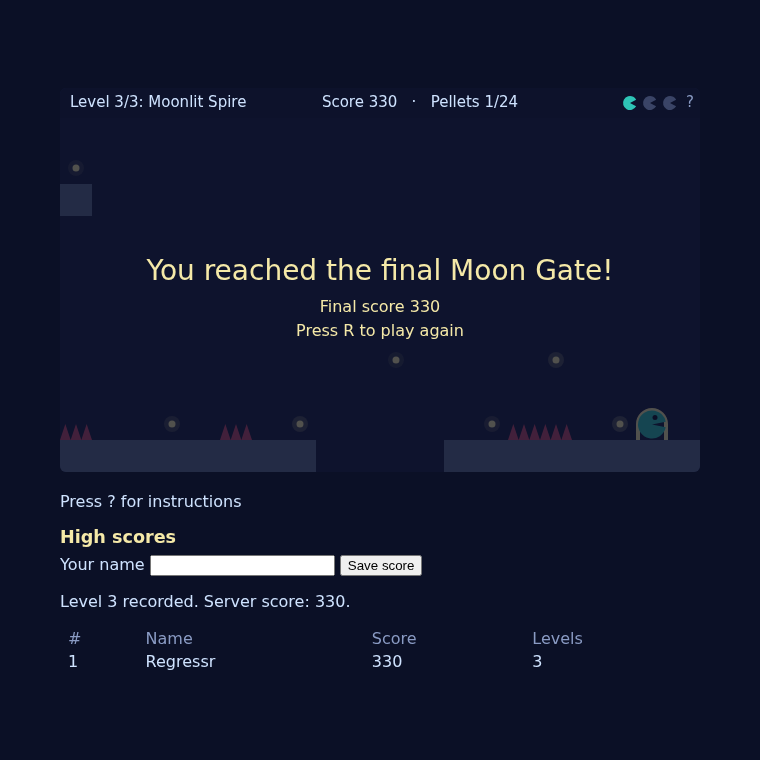 Level 3/3: Moonlit Spire Score 330 · Pellets 1/24 ?
You reached the final Moon Gate!
Final score 330
Press R to play again
Press ? for instructions
High scores
Your name Save score
Level 3 recorded. Server score: 330.
# Name Score Levels
1 Regressr 330 3